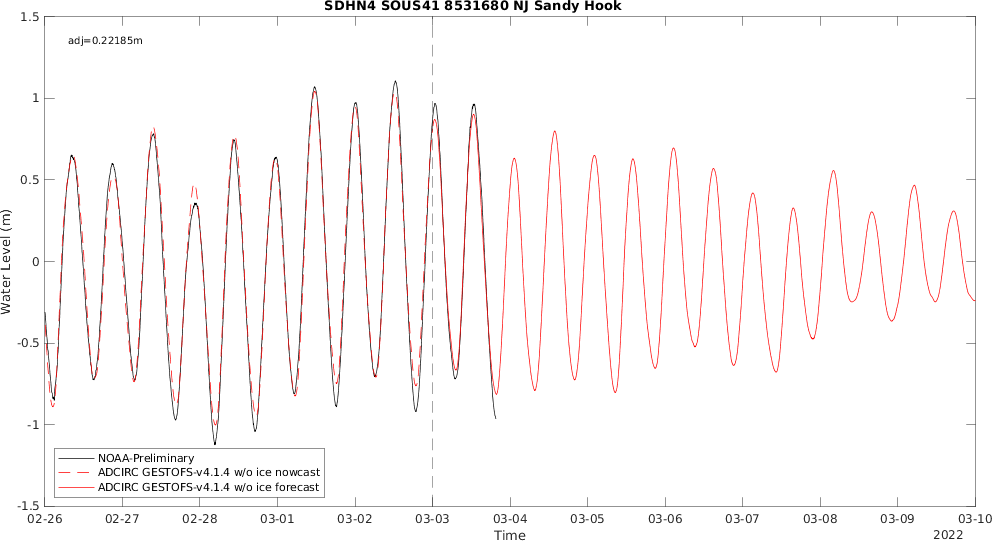 SDHN4 SOUS41 8531680 NJ Sandy Hook
adj=0.22185m
1.5
1
0.5
0
-0.5
-1
-1.5
Water Level (m)
NOAA-Preliminary
ADCIRC GESTOFS-v4.1.4 w/o ice nowcast
ADCIRC GESTOFS-v4.1.4 w/o ice forecast
02-26 02-27 02-28 03-01 03-02 03-03 03-04 03-05 03-06 03-07 03-08 03-09 03-10
Time
2022